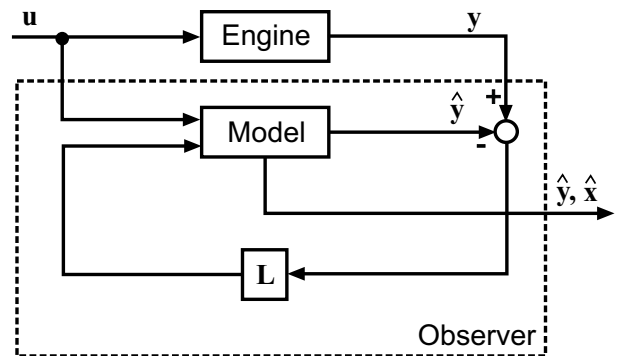 u
Engine
y
+
Model
ŷ
-
ŷ, x̂
L
Observer